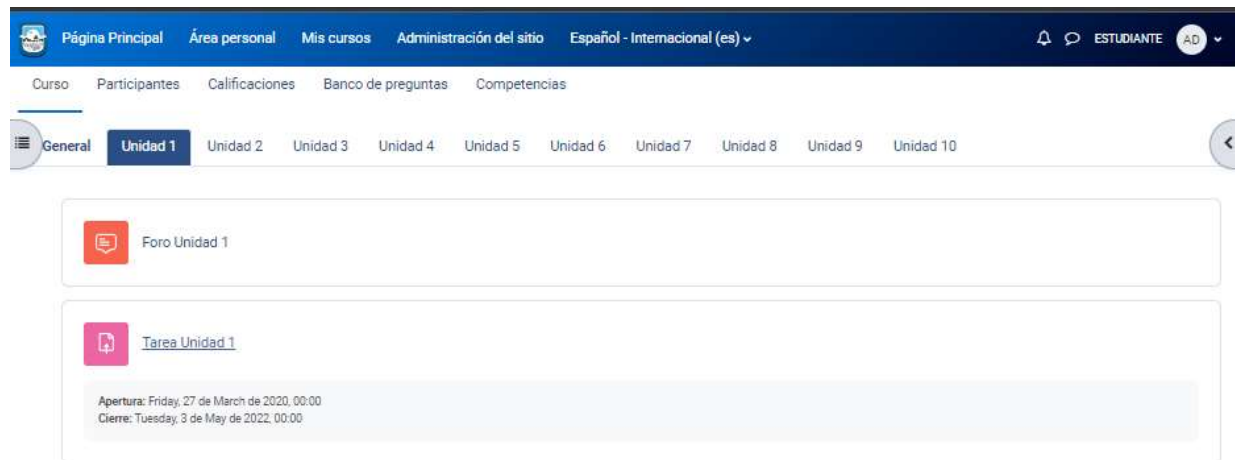 Página Principal Área personal Mis cursos Administración del sitio Español - Internacional (es) ESTUDIANTE AD
Curso Participantes Calificaciones Banco de preguntas Competencias
General Unidad 1 Unidad 2 Unidad 3 Unidad 4 Unidad 5 Unidad 6 Unidad 7 Unidad 8 Unidad 9 Unidad 10
Foro Unidad 1
Tarea Unidad 1
Apertura: Friday, 27 de March de 2020, 00:00
Cierre: Tuesday, 3 de May de 2022, 00:00